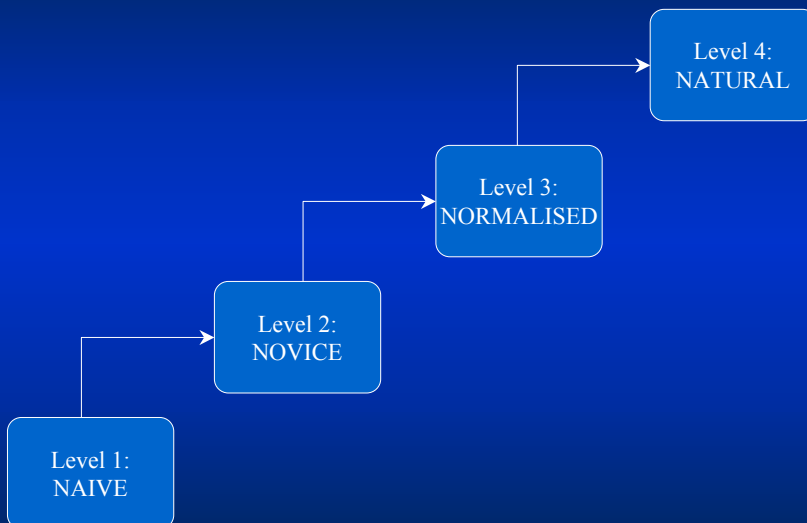 Level 4:
NATURAL
Level 3:
NORMALISED
Level 2:
NOVICE
Level 1:
NAIVE